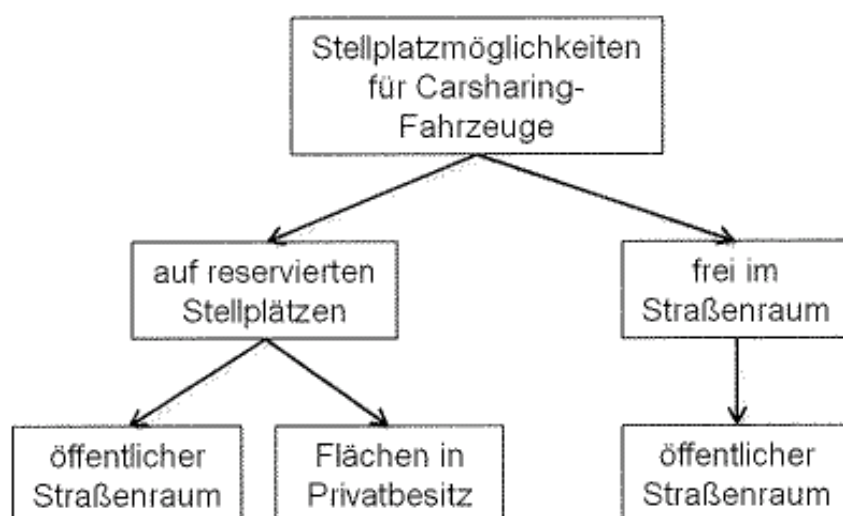 Stellplatzmöglichkeiten
für Carsharing-
Fahrzeuge
auf reservierten
Stellplätzen
frei im
Straßenraum
öffentlicher
Straßenraum
Flächen in
Privatbesitz
öffentlicher
Straßenraum